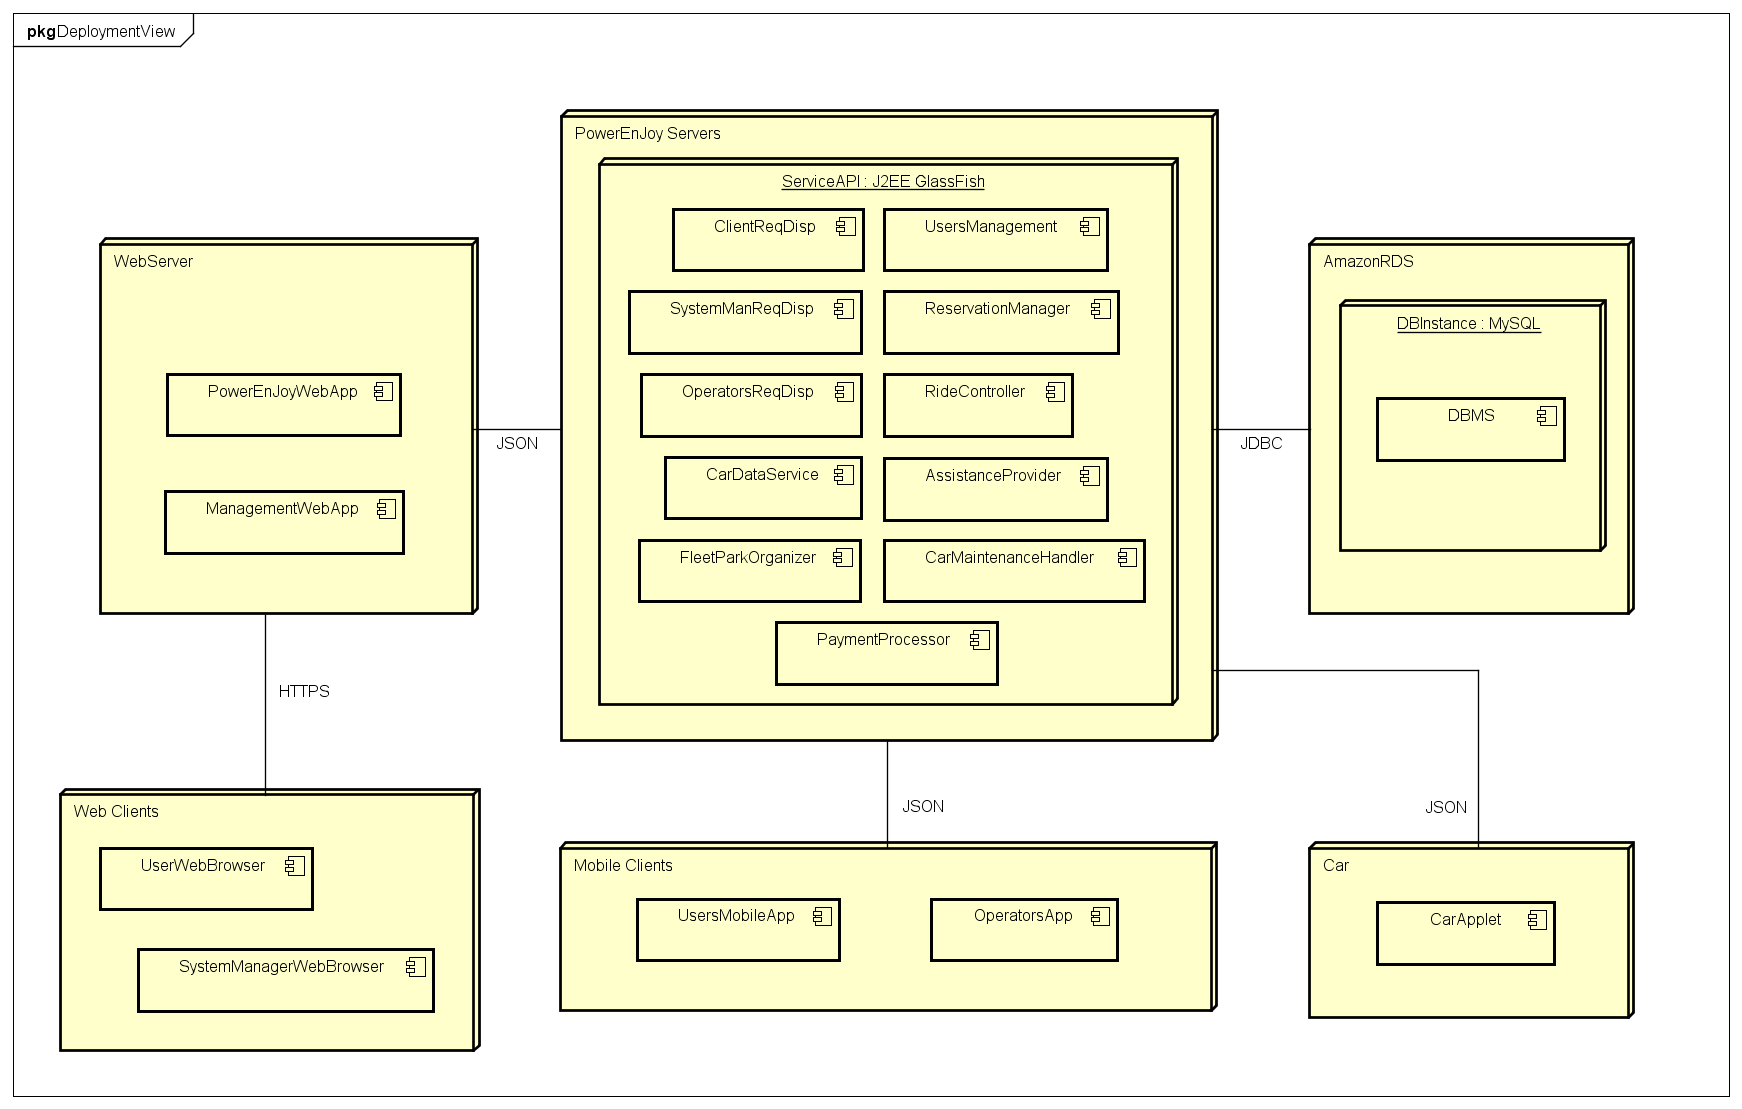 pkgDeploymentView
PowerEnJoy Servers
ServiceAPI : J2EE GlassFish
ClientReqDisp
UsersManagement
SystemManReqDisp
ReservationManager
OperatorsReqDisp
RideController
CarDataService
AssistanceProvider
FleetParkOrganizer
CarMaintenanceHandler
PaymentProcessor
WebServer
PowerEnJoyWebApp
ManagementWebApp
JSON
JDBC
AmazonRDS
DBInstance : MySQL
DBMS
HTTPS
JSON
JSON
Web Clients
UserWebBrowser
SystemManagerWebBrowser
Mobile Clients
UsersMobileApp
OperatorsApp
Car
CarApplet